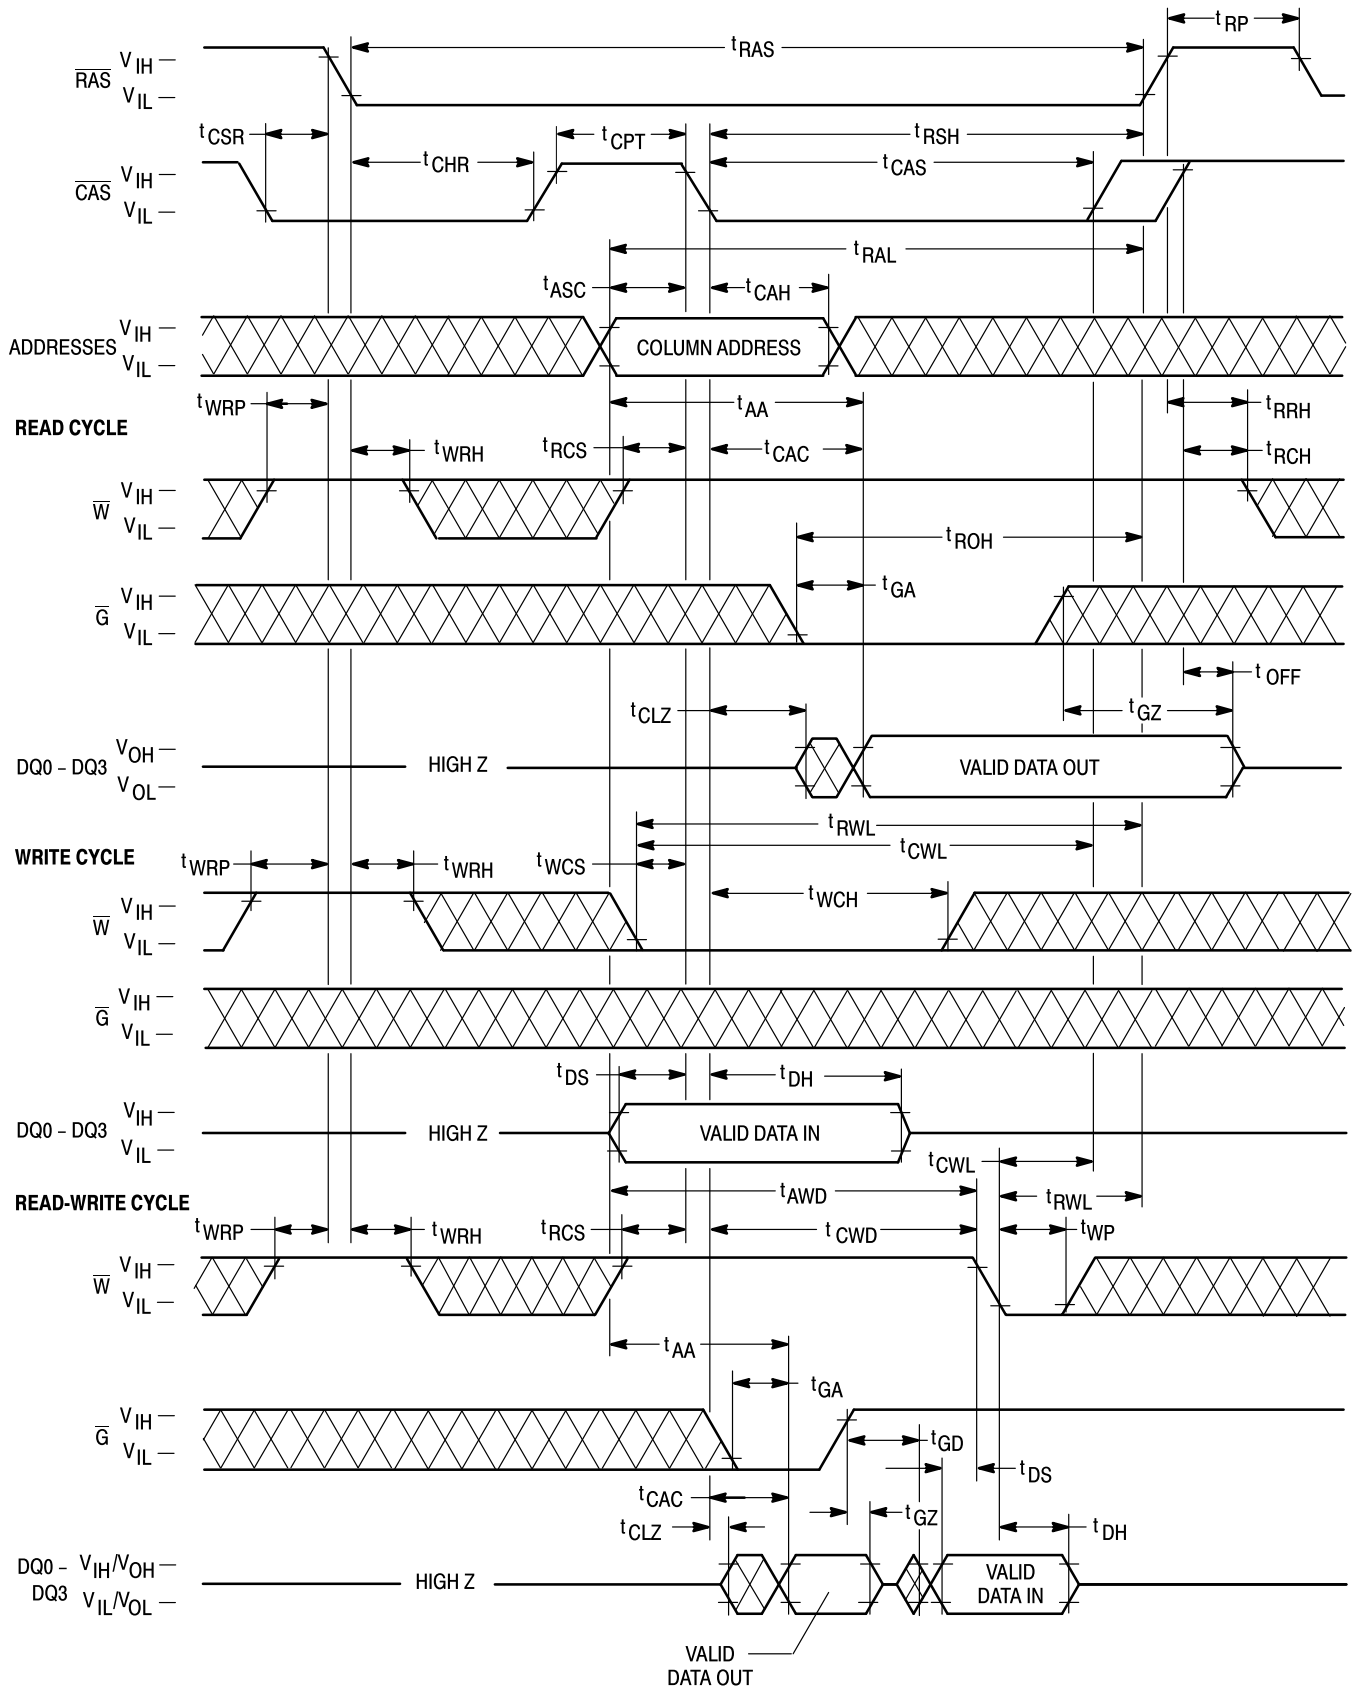 tRP
tRAS
RAS VIH
VIL
tCSR tCPT tRSH
tCHR tCAS
CAS VIH
VIL
tRAL
tASC tCAH
ADDRESSES VIH
VIL
COLUMN ADDRESS
tWRP tAA tRRH
READ CYCLE
tWRH tRCS tCAC tRCH
W VIH
VIL
tROH
tGA
G VIH
VIL
tOFF
tCLZ tGZ
DQ0 – DQ3 VOH
VOL
HIGH Z VALID DATA OUT
tRWL
tCWL
WRITE CYCLE
tWRP tWRH tWCS
tWCH
W VIH
VIL
G VIH
VIL
tDS tDH
DQ0 – DQ3 VIH
VIL
HIGH Z VALID DATA IN
tCWL
READ-WRITE CYCLE
tAWD tRWL
tWRP tWRH tRCS tCWD tWP
W VIH
VIL
tAA
tGA
G VIH
VIL
tGD
tDS
tCAC
tGZ
tCLZ tDH
DQ0 – VIH/VOH
DQ3 VIL/VOL
HIGH Z
VALID
DATA IN
VALID
DATA OUT